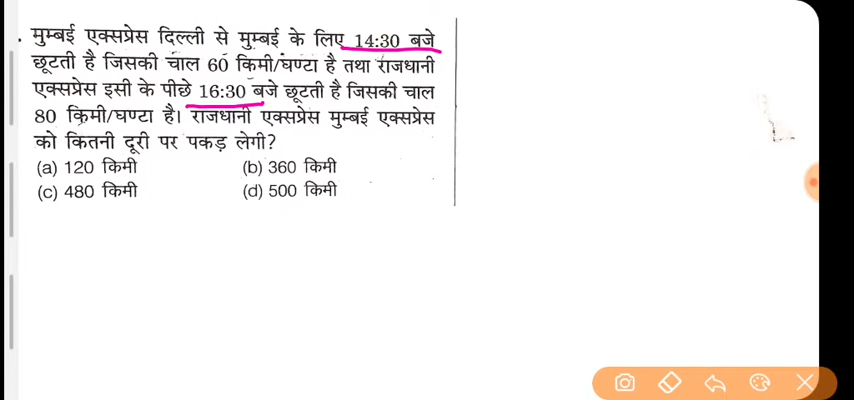 . मुम्बई एक्सप्रेस दिल्ली से मुम्बई के लिए 14:30 बजे
छूटती है जिसकी चाल 60 किमी/घण्टा है तथा राजधानी
एक्सप्रेस इसी के पीछे 16:30 बजे छूटती है जिसकी चाल
80 किमी/घण्टा है। राजधानी एक्सप्रेस मुम्बई एक्सप्रेस
को कितनी दूरी पर पकड़ लेगी?
(a) 120 किमी (b) 360 किमी
(c) 480 किमी (d) 500 किमी